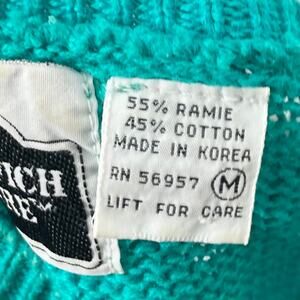 55% RAMIE
45% COTTON
MADE IN KOREA
RN 56957 M
LIFT FOR CARE